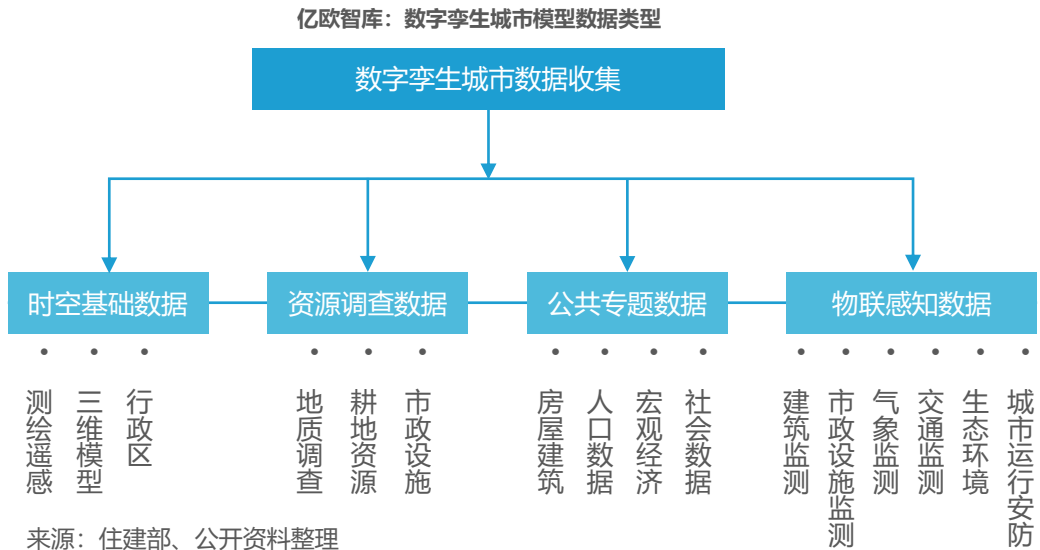 亿欧智库：数字孪生城市模型数据类型
数字孪生城市数据收集
时空基础数据
资源调查数据
公共专题数据
物联感知数据
• 测绘遥感
• 三维模型
• 行政区
• 地质调查
• 耕地资源
• 市政设施
• 房屋建筑
• 人口数据
• 宏观经济
• 社会数据
• 建筑监测
• 市政设施监测
• 气象监测
• 交通监测
• 生态环境
• 城市运行安防
来源：住建部、公开资料整理